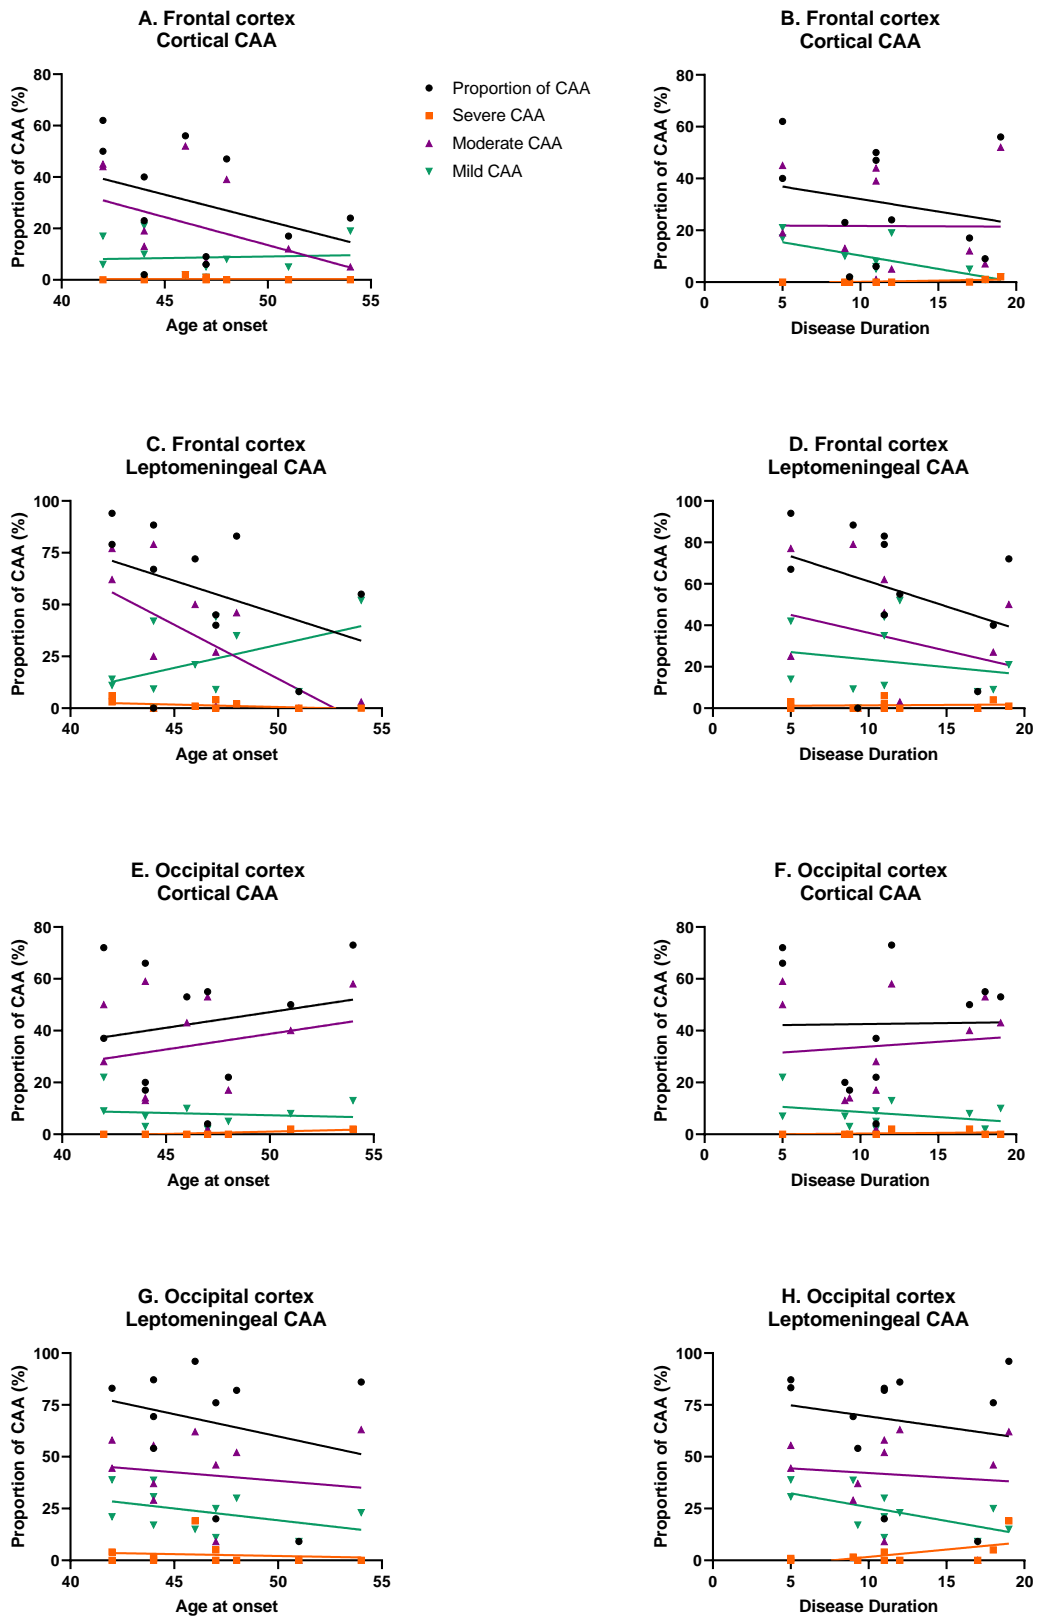 A. Frontal cortex
Cortical CAA
Proportion of CAA (%)
80
60
40
20
0
40
45
50
55
Age at onset
Proportion of CAA
Severe CAA
Moderate CAA
Mild CAA
B. Frontal cortex
Cortical CAA
Proportion of CAA (%)
80
60
40
20
0
0
5
10
15
20
Disease Duration
C. Frontal cortex
Leptomeningeal CAA
Proportion of CAA (%)
100
75
50
25
0
40
45
50
55
Age at onset
D. Frontal cortex
Leptomeningeal CAA
Proportion of CAA (%)
100
80
60
40
20
0
0
5
10
15
20
Disease Duration
E. Occipital cortex
Cortical CAA
Proportion of CAA (%)
80
60
40
20
0
40
45
50
55
Age at onset
F. Occipital cortex
Cortical CAA
Proportion of CAA (%)
80
60
40
20
0
0
5
10
15
20
Disease Duration
G. Occipital cortex
Leptomeningeal CAA
Proportion of CAA (%)
100
75
50
25
0
40
45
50
55
Age at onset
H. Occipital cortex
Leptomeningeal CAA
Proportion of CAA (%)
100
75
50
25
0
0
5
10
15
20
Disease Duration